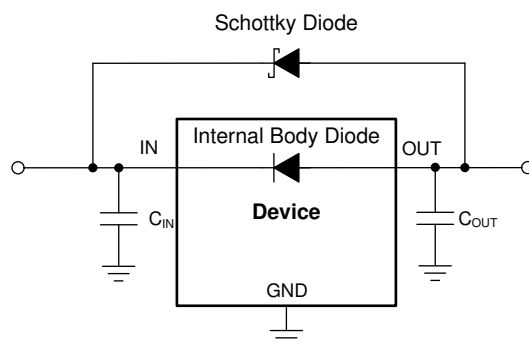 Schottky Diode
IN
Internal Body Diode
OUT
CIN
Device
COUT
GND